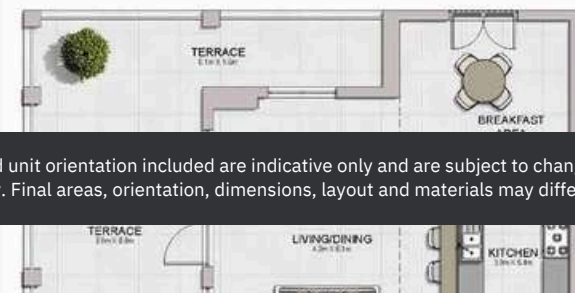 TERRACE
BREAKFAST
AREA
d unit orientation included are indicative only and are subject to chan
. Final areas, orientation, dimensions, layout and materials may diffe
TERRACE
LIVING/DINING
KITCHEN